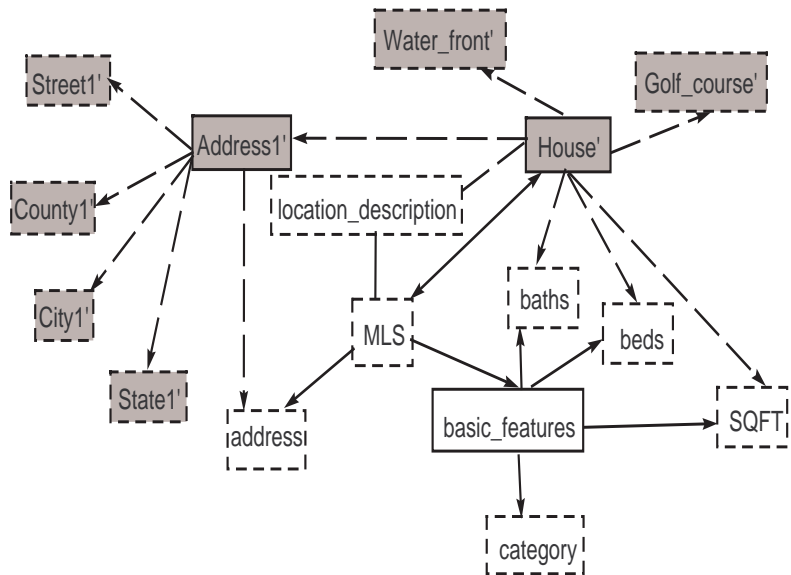 Water_front'
Street1'
Golf_course'
Address1'
House'
County1'
location_description
City1'
baths
MLS
beds
State1'
address
basic_features
SQFT
category